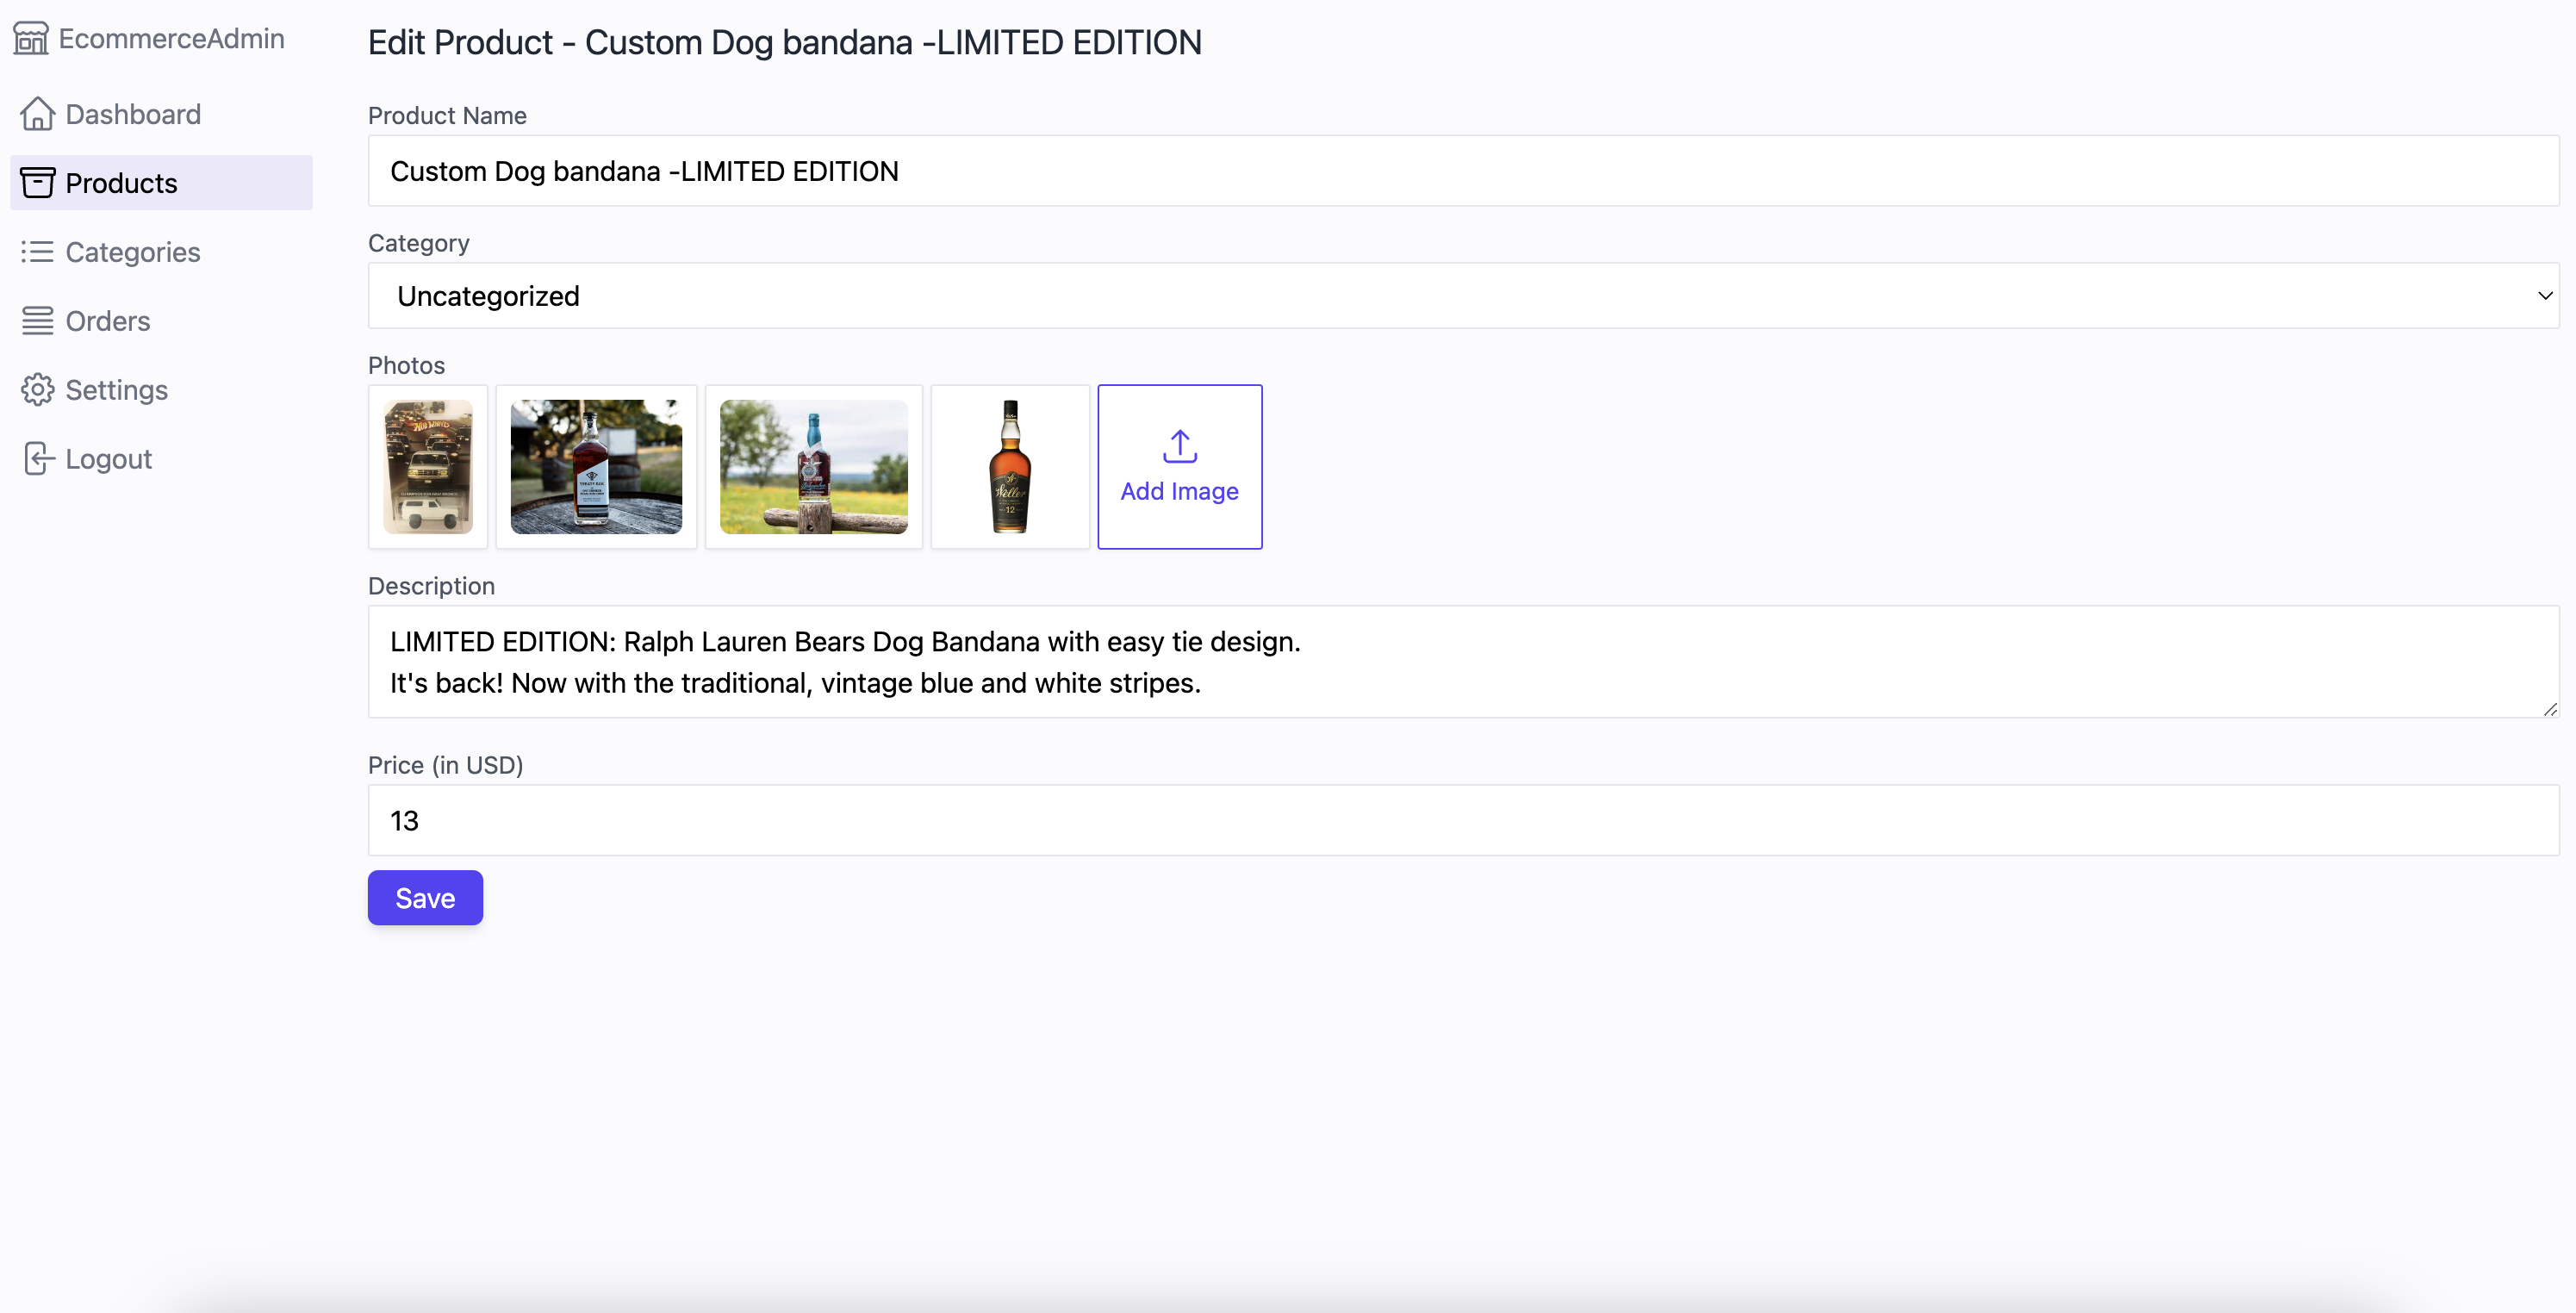 EcommerceAdmin
Dashboard
Products
Categories
Orders
Settings
Logout
Edit Product - Custom Dog bandana -LIMITED EDITION
Product Name
Custom Dog bandana -LIMITED EDITION
Category
Uncategorized
Photos
Weller
12
Add Image
Description
LIMITED EDITION: Ralph Lauren Bears Dog Bandana with easy tie design.
It's back! Now with the traditional, vintage blue and white stripes.
Price (in USD)
13
Save